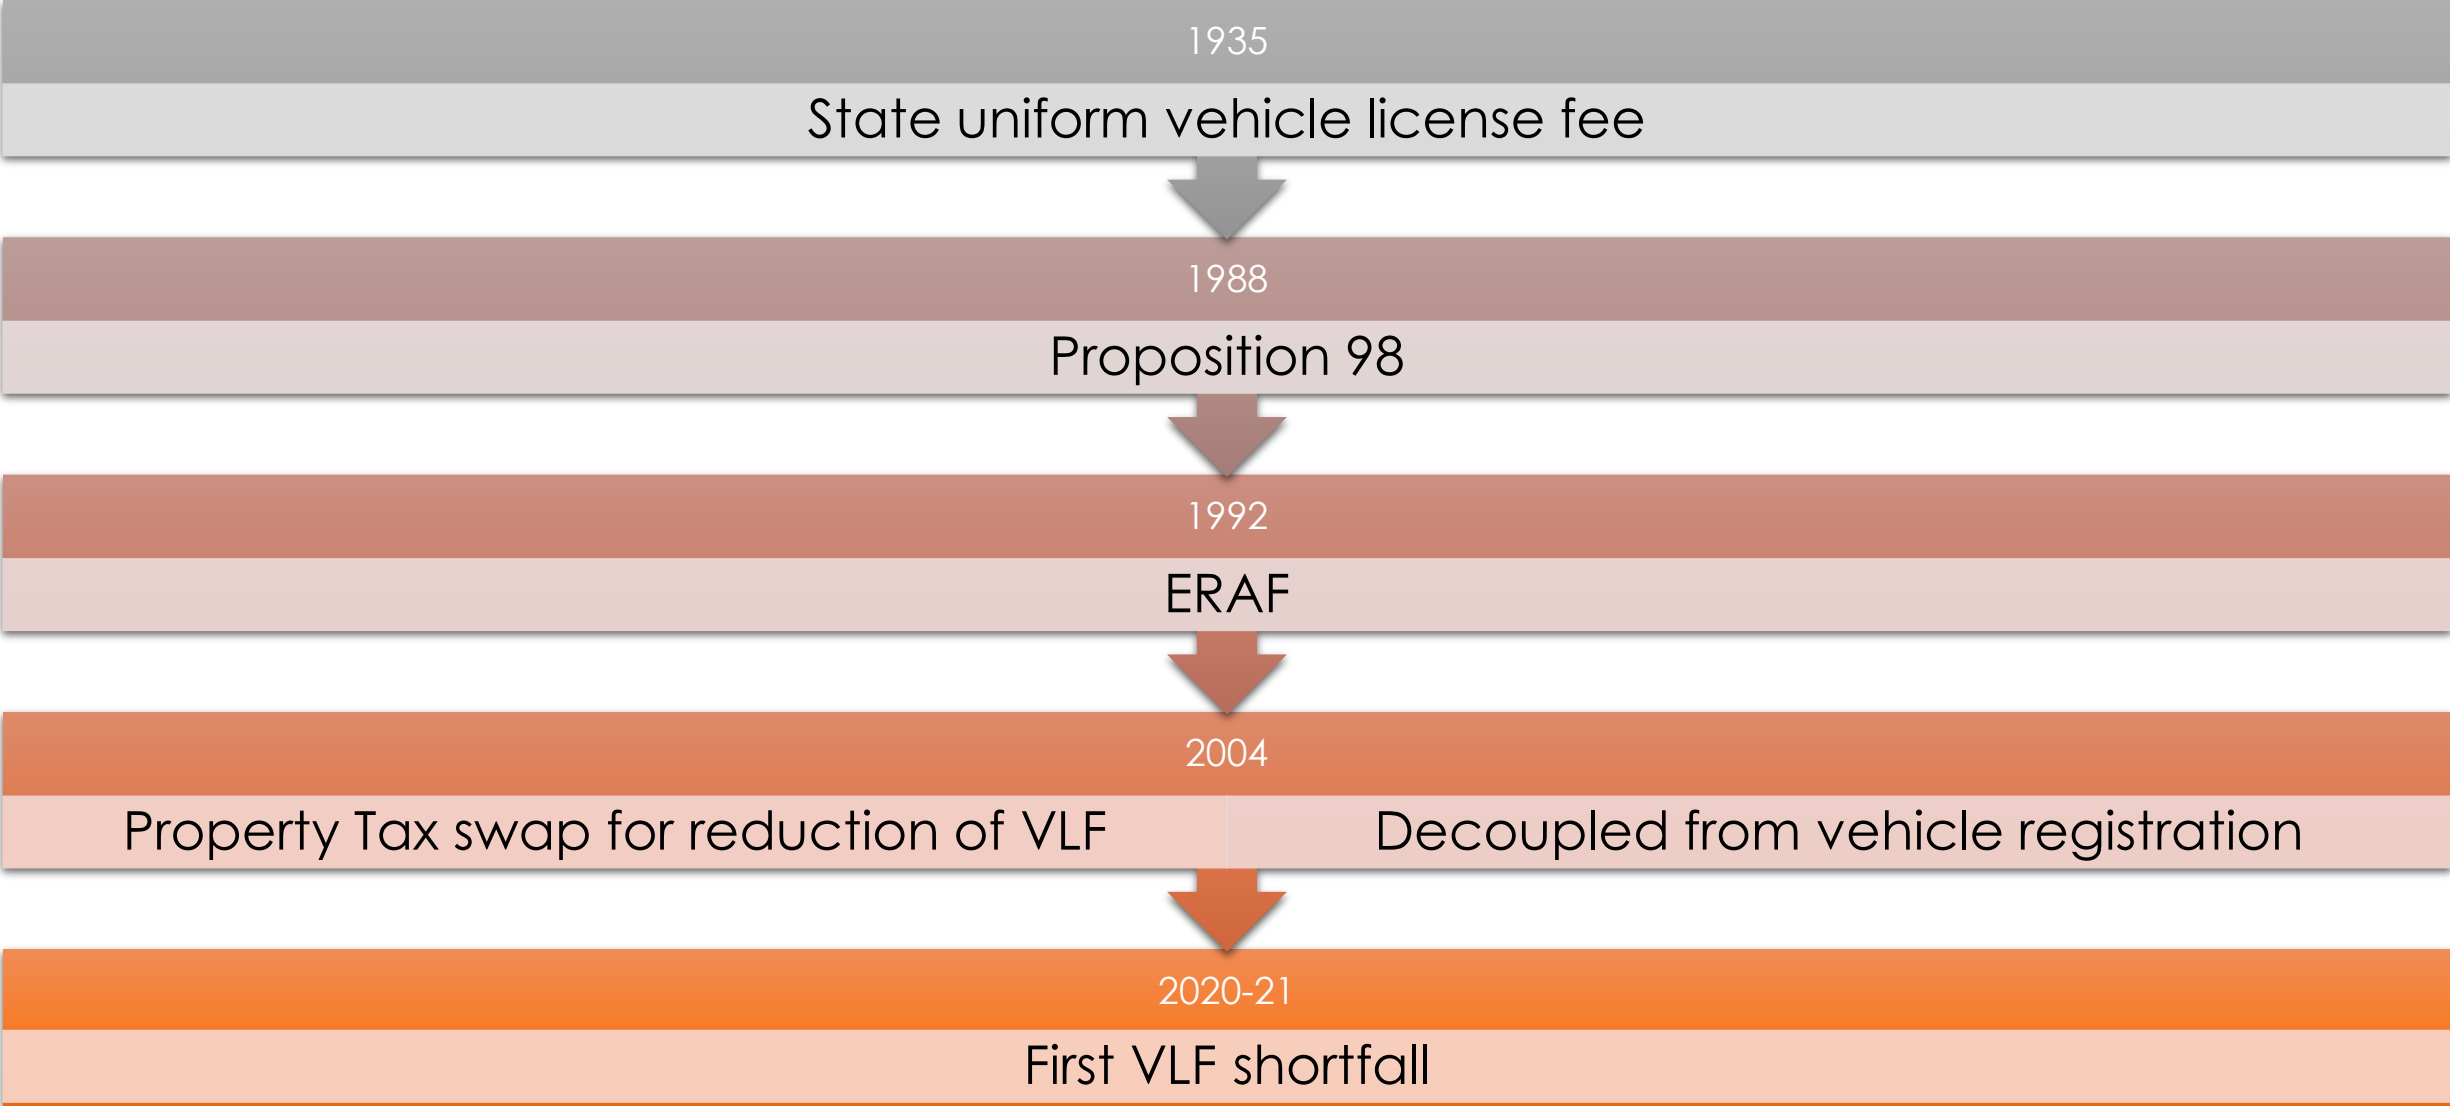 1935
State uniform vehicle license fee
1988
Proposition 98
1992
ERAF
2004
Property Tax swap for reduction of VLF
Decoupled from vehicle registration
2020-21
First VLF shortfall